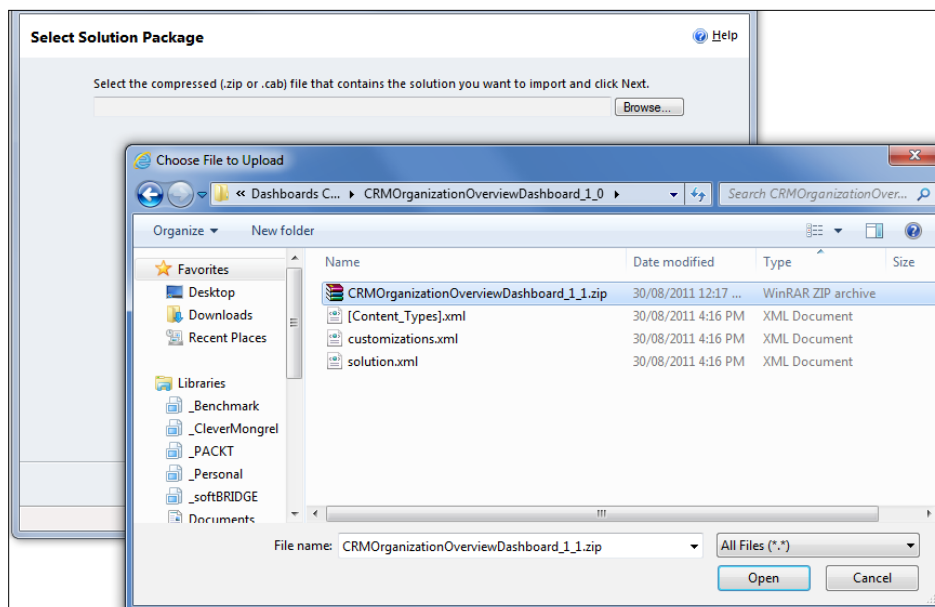 Select Solution Package
Help
Select the compressed (.zip or .cab) file that contains the solution you want to import and click Next.
Browse...
Choose File to Upload
« Dashboards C... CRMOrganizationOverviewDashboard_1_0
Search CRMOrganizationOver...
Organize New folder
Favorites
Desktop
Downloads
Recent Places
Libraries
_Benchmark
_CleverMongrel
_PACKT
_Personal
_softBRIDGE
Documents
Name Date modified Type Size
CRMOrganizationOverviewDashboard_1_1.zip 30/08/2011 12:17 ... WinRAR ZIP archive
[Content_Types].xml 30/08/2011 4:16 PM XML Document
customizations.xml 30/08/2011 4:16 PM XML Document
solution.xml 30/08/2011 4:16 PM XML Document
File name: CRMOrganizationOverviewDashboard_1_1.zip All Files (*.*)
Open Cancel